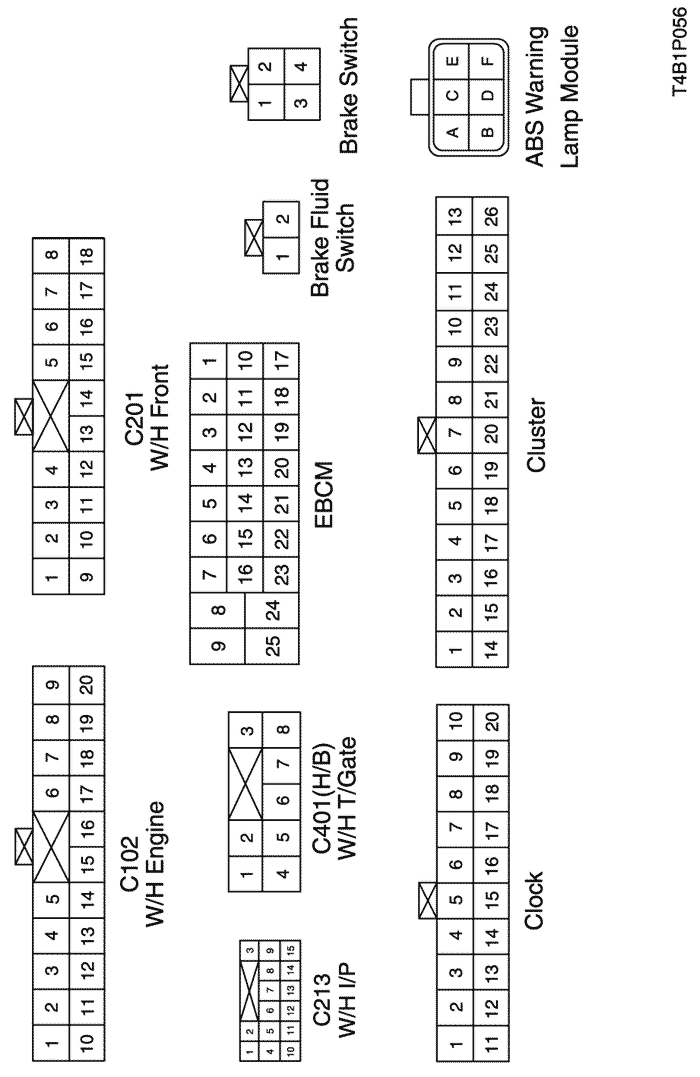 1 2 3 4 5 6 7 8 9
10 11 12 13 14 15 16 17 18 19 20
C102
W/H Engine
1 2 3 4 5 6 7 8
9 10 11 12 13 14 15 16 17 18
C201
W/H Front
1 2 3
4 5 6 7 8 9
10 11 12 13 14 15
C213
W/H I/P
1 2 3
4 5 6 7 8
C401(H/B)
W/H T/Gate
9 8 7 6 5 4 3 2 1
16 15 14 13 12 11 10
25 24 23 22 21 20 19 18 17
EBCM
1 2
Brake Fluid
Switch
1 2
3 4
Brake Switch
1 2 3 4 5 6 7 8 9 10
11 12 13 14 15 16 17 18 19 20
Clock
1 2 3 4 5 6 7 8 9 10 11 12 13
14 15 16 17 18 19 20 21 22 23 24 25 26
Cluster
A C E
B D F
ABS Warning
Lamp Module
T4B1P056